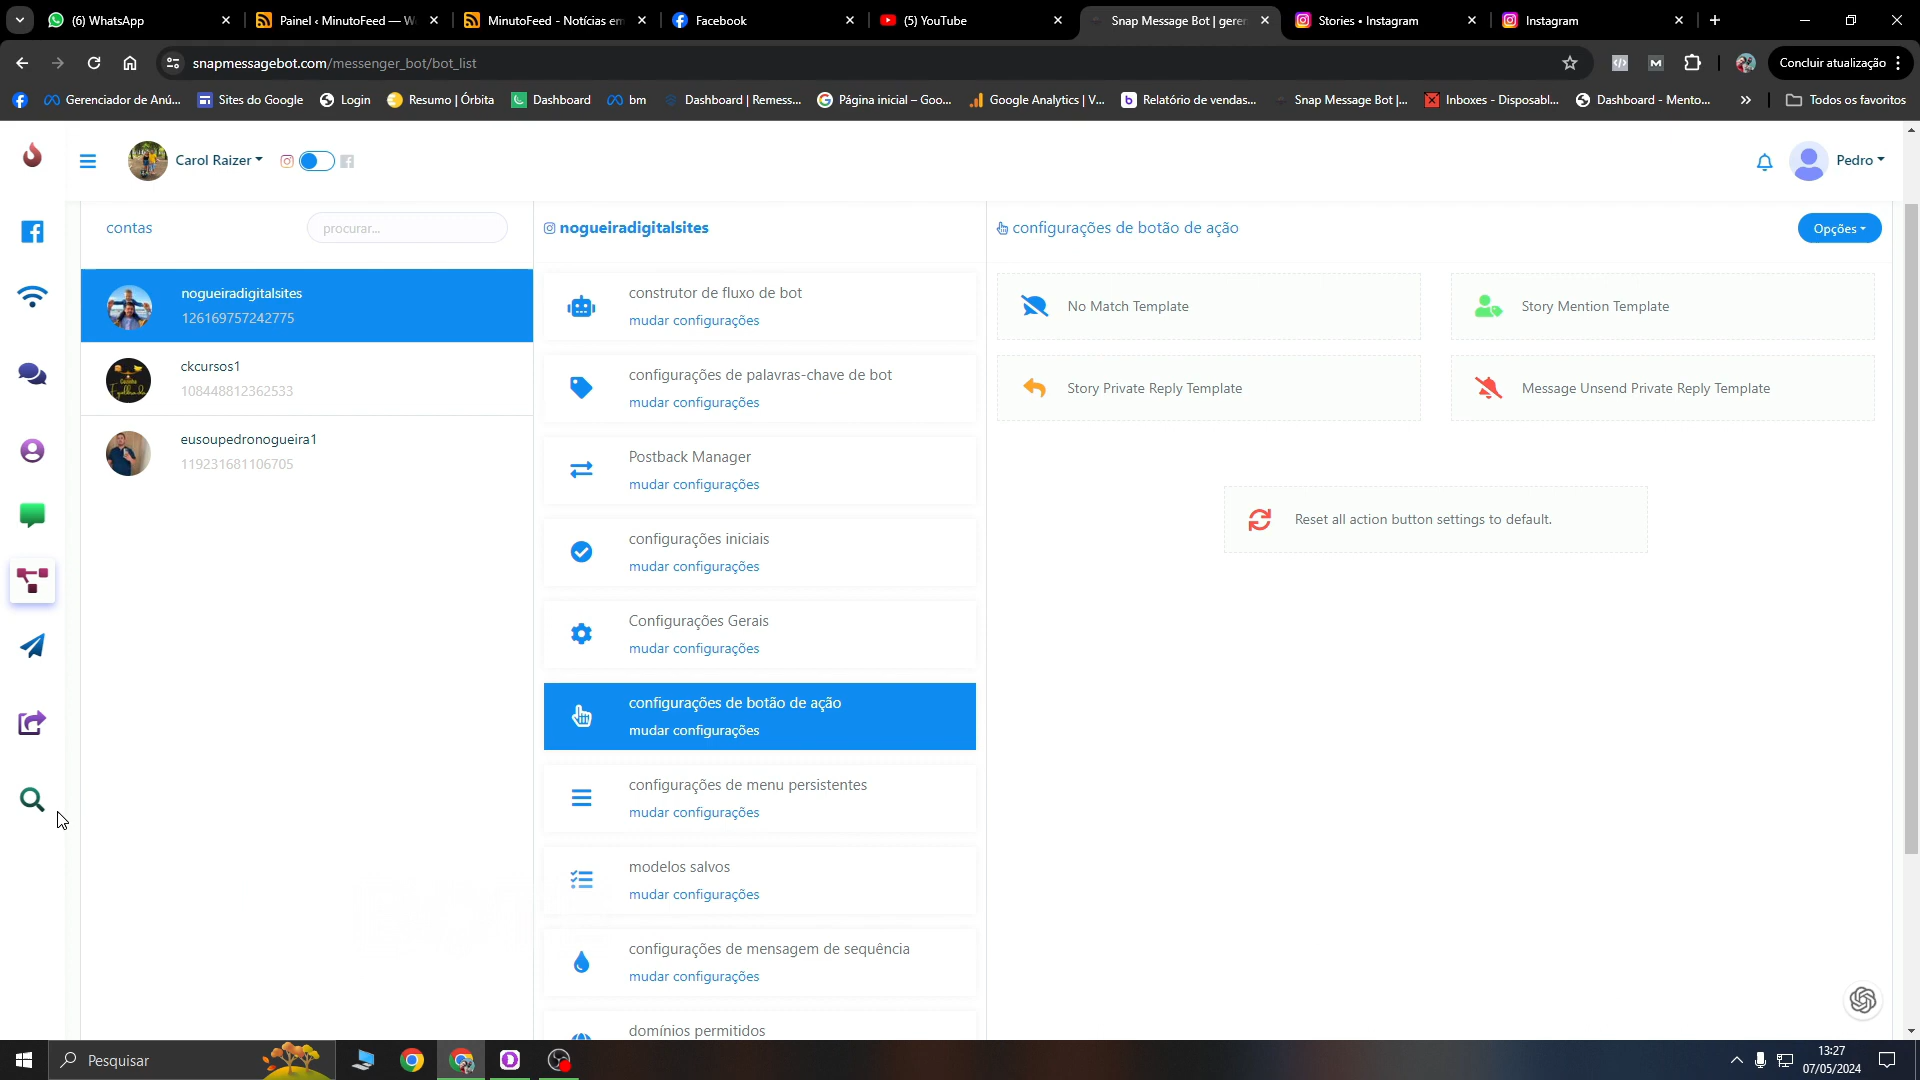 (6) WhatsApp
Painel ‹ MinutoFeed — W
MinutoFeed - Notícias em
Facebook
(5) YouTube
Snap Message Bot | geren
Stories • Instagram
Instagram
snapmessagebot.com/messenger_bot/bot_list
Concluir atualização
Gerenciador de Anú...
Sites do Google
Login
Resumo | Órbita
Dashboard
bm
Dashboard | Remess...
Página inicial – Goo...
Google Analytics | V...
Relatório de vendas...
Snap Message Bot |...
Inboxes - Disposabl...
Dashboard - Mento...
Todos os favoritos
Carol Raizer
Pedro
contas
procurar...
nogueiradigitalsites
126169757242775
ckcursos1
108448812362533
eusoupedronogueira1
119231681106705
nogueiradigitalsites
construtor de fluxo de bot
mudar configurações
configurações de palavras-chave de bot
mudar configurações
Postback Manager
mudar configurações
configurações iniciais
mudar configurações
Configurações Gerais
mudar configurações
configurações de botão de ação
mudar configurações
configurações de menu persistentes
mudar configurações
modelos salvos
mudar configurações
configurações de mensagem de sequência
mudar configurações
domínios permitidos
configurações de botão de ação
Opções
No Match Template
Story Mention Template
Story Private Reply Template
Message Unsend Private Reply Template
Reset all action button settings to default.
Pesquisar
13:27
07/05/2024